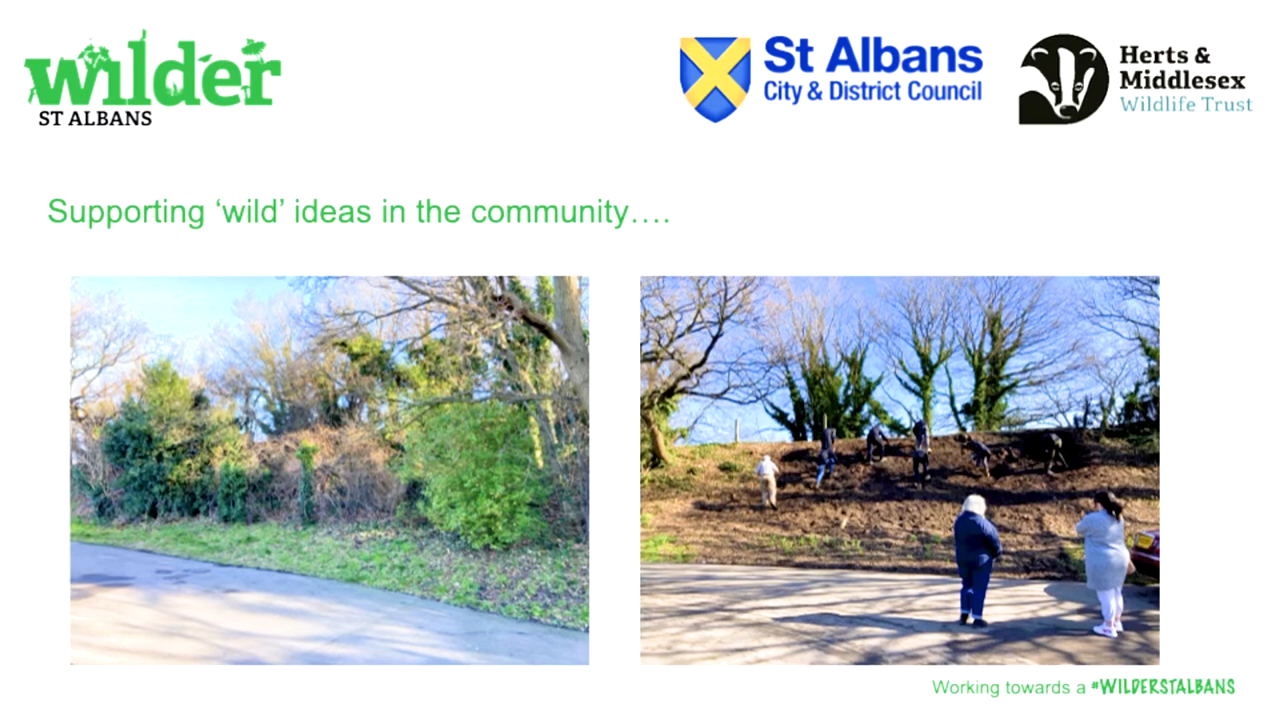 wilder
ST ALBANS
St Albans
City & District Council
Herts &
Middlesex
Wildlife Trust
Supporting ‘wild’ ideas in the community….
Working towards a #WILDERSTALBANS